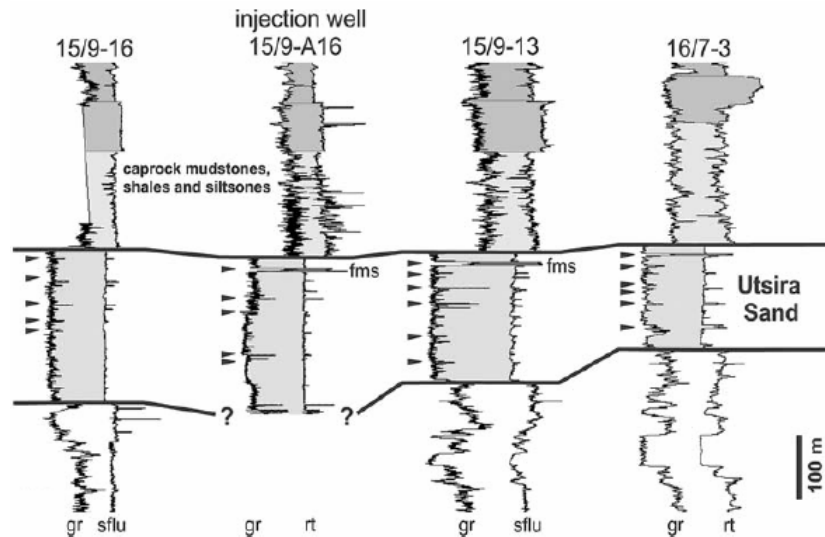 injection well
15/9-16 15/9-A16 15/9-13 16/7-3
caprock mudstones,
shales and siltsones
fms fms
Utsira
Sand
? ?
100 m
gr sflu gr rt gr sflu gr rt